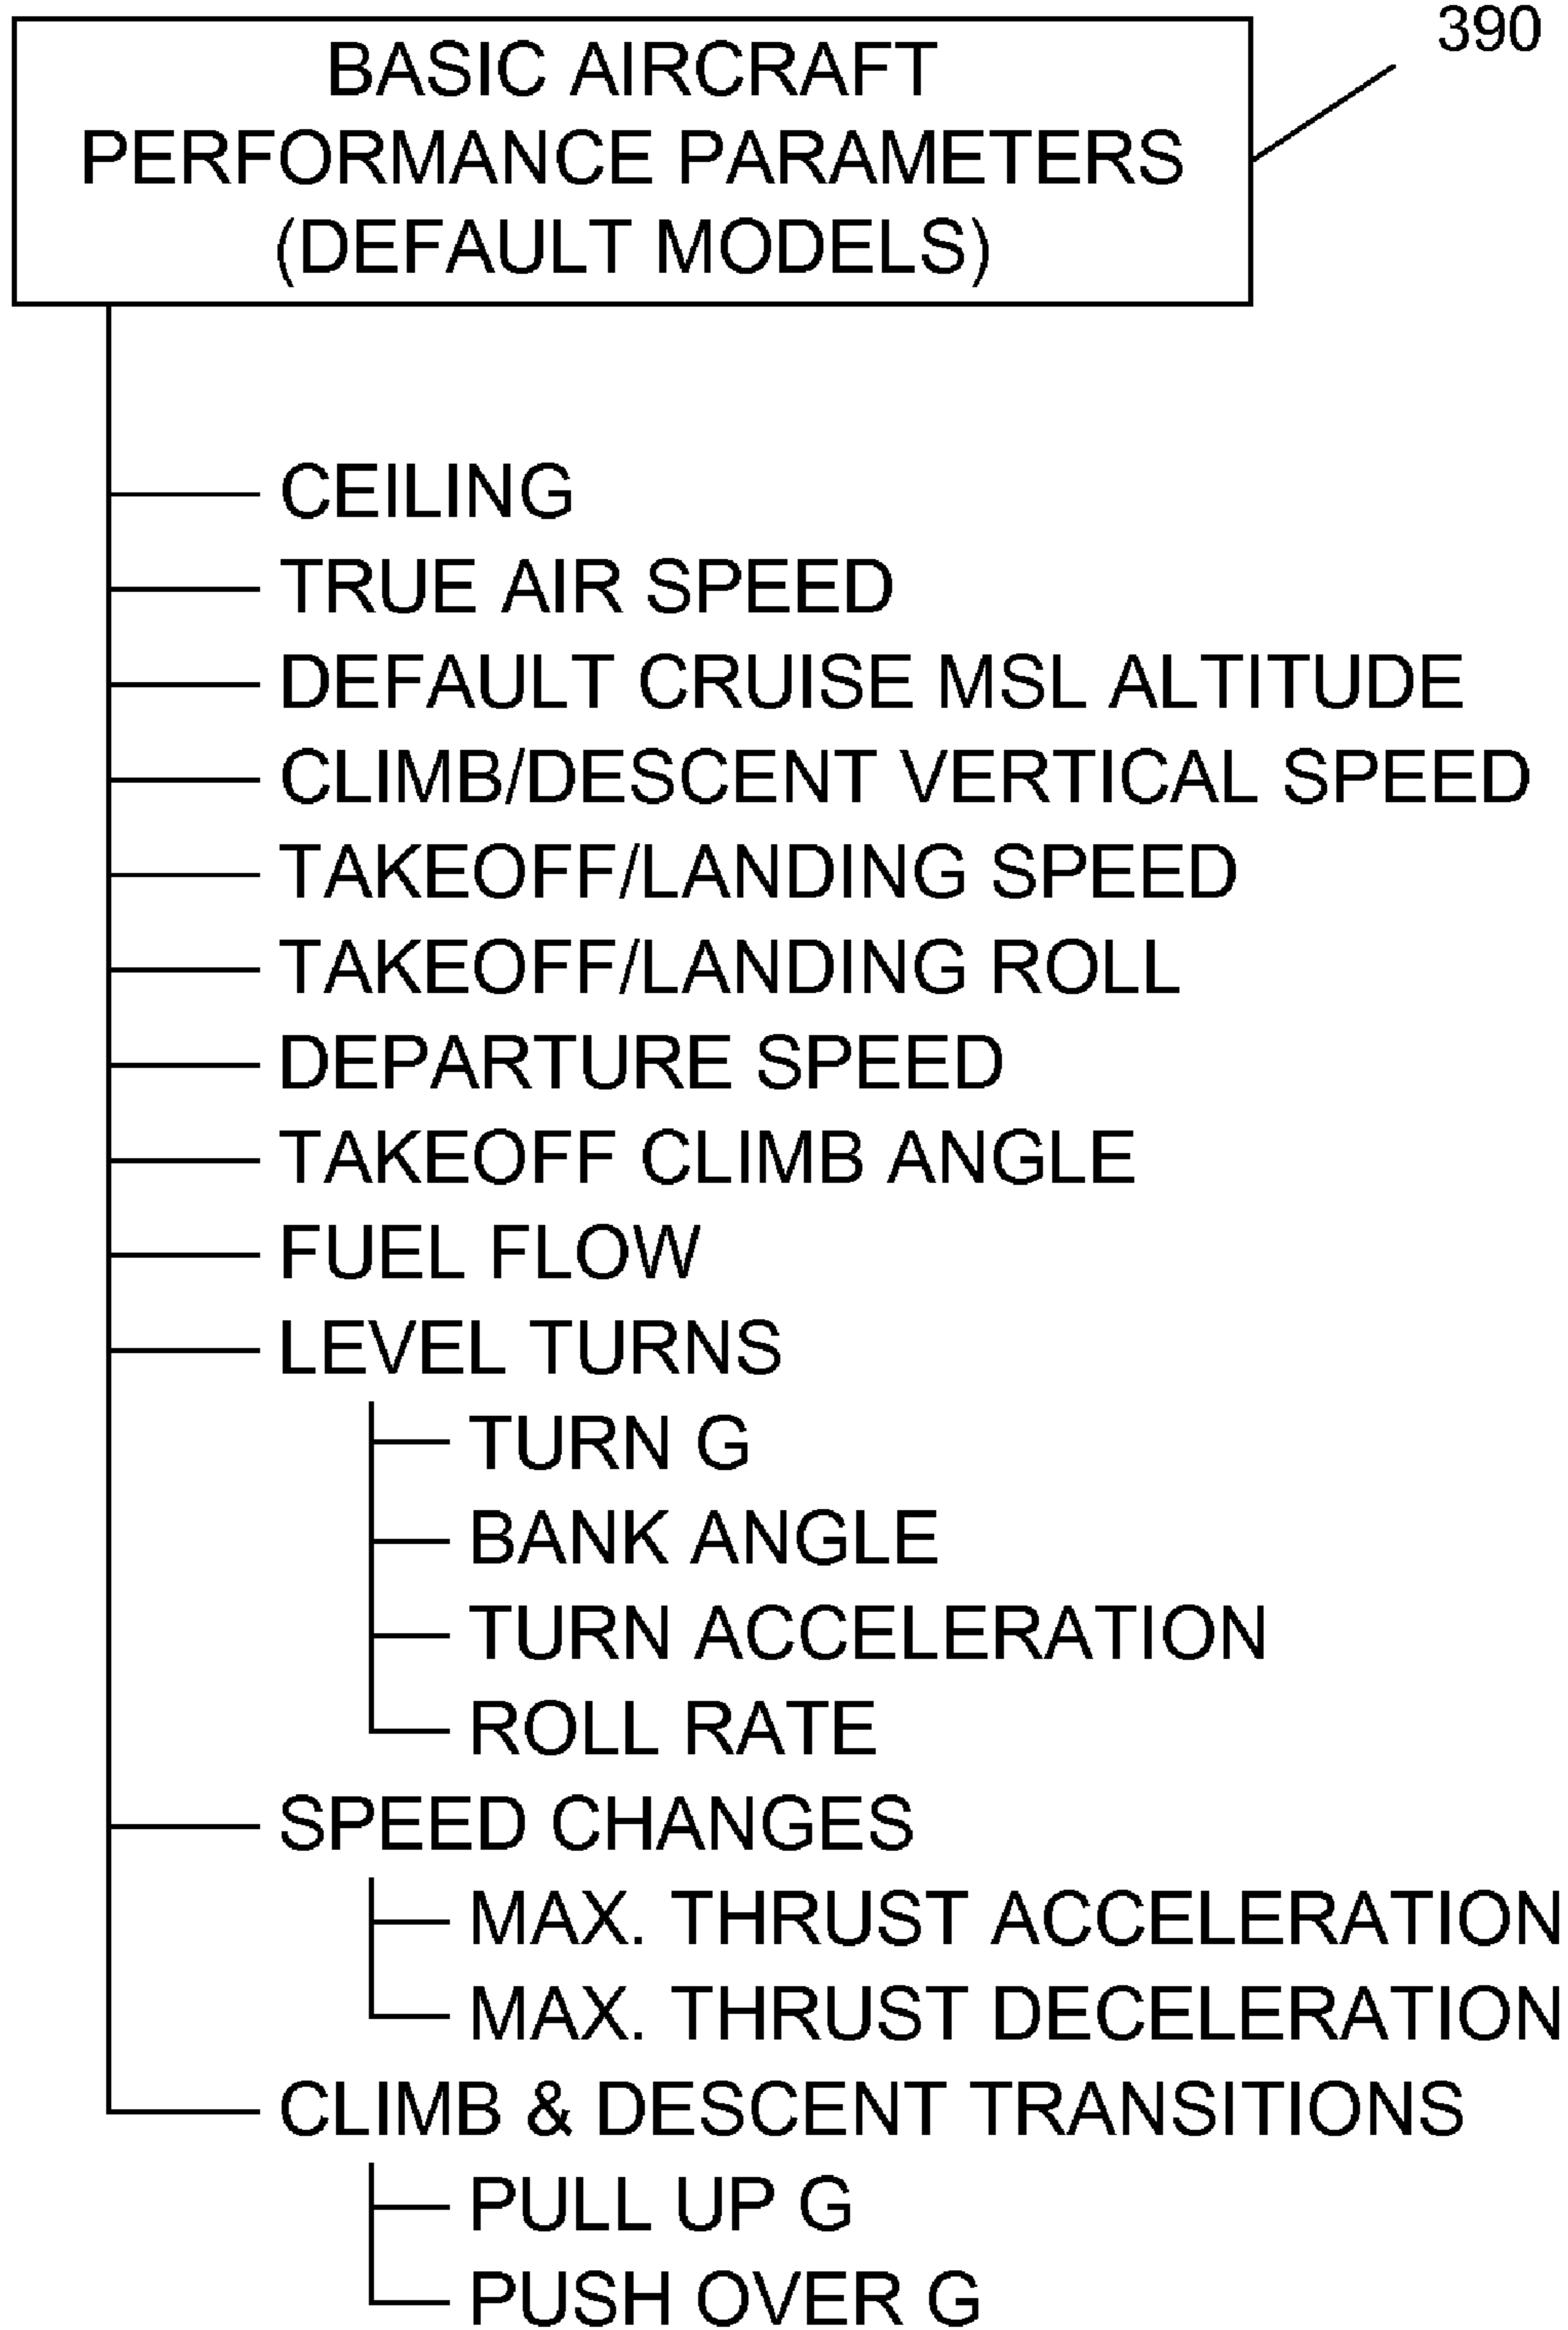 390
BASIC AIRCRAFT
PERFORMANCE PARAMETERS
(DEFAULT MODELS)
CEILING
TRUE AIR SPEED
DEFAULT CRUISE MSL ALTITUDE
CLIMB/DESCENT VERTICAL SPEED
TAKEOFF/LANDING SPEED
TAKEOFF/LANDING ROLL
DEPARTURE SPEED
TAKEOFF CLIMB ANGLE
FUEL FLOW
LEVEL TURNS
TURN G
BANK ANGLE
TURN ACCELERATION
ROLL RATE
SPEED CHANGES
MAX. THRUST ACCELERATION
MAX. THRUST DECELERATION
CLIMB & DESCENT TRANSITIONS
PULL UP G
PUSH OVER G